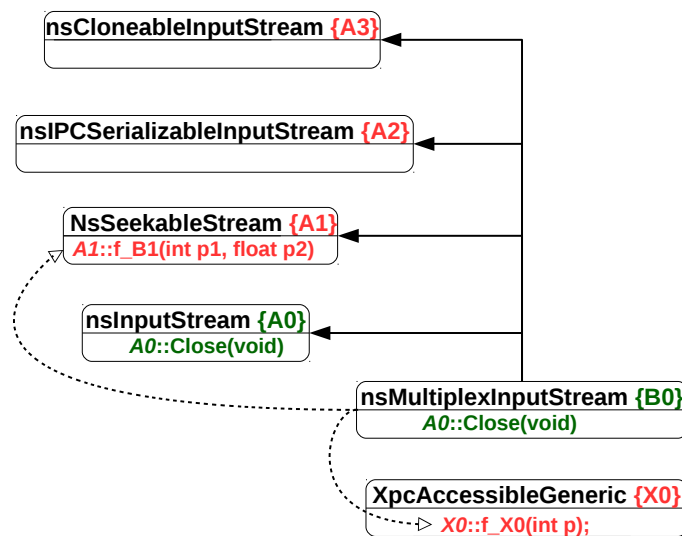 nsCloneableInputStream {A3}
nsIPCSerializableInputStream {A2}
NsSeekableStream {A1}
A1::f_B1(int p1, float p2)
nsInputStream {A0}
A0::Close(void)
nsMultiplexInputStream {B0}
A0::Close(void)
XpcAccessibleGeneric {X0}
X0::f_X0(int p);